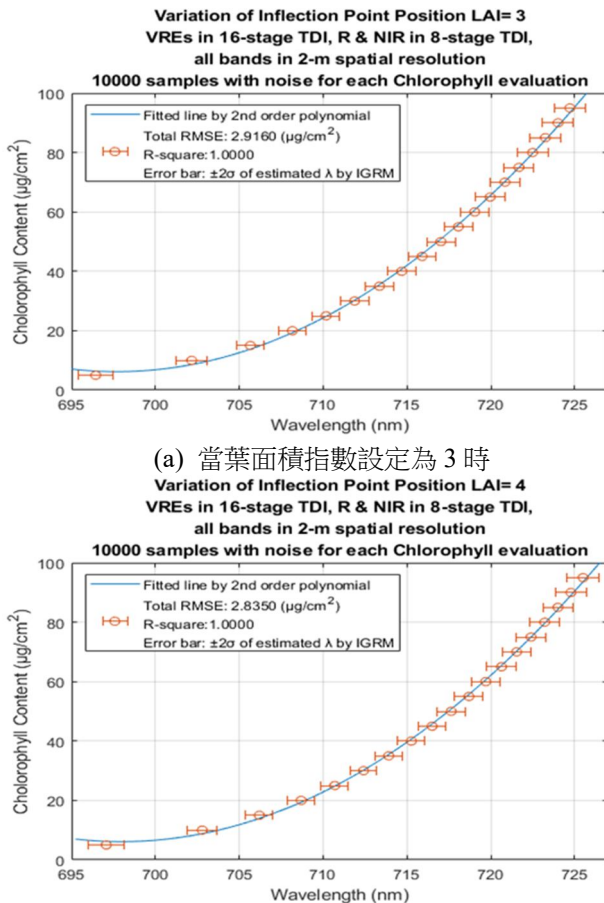 Variation of Inflection Point Position LAI= 3
VREs in 16-stage TDI, R & NIR in 8-stage TDI,
all bands in 2-m spatial resolution
10000 samples with noise for each Chlorophyll evaluation
Fitted line by 2nd order polynomial
Total RMSE: 2.9160 (μg/cm²)
R-square:1.0000
Error bar: ±2σ of estimated λ by IGRM
Cholorophyll Content (μg/cm²)
100
80
60
40
20
0
695 700 705 710 715 720 725
Wavelength (nm)
(a) 當葉面積指數設定為 3 時
Variation of Inflection Point Position LAI= 4
VREs in 16-stage TDI, R & NIR in 8-stage TDI,
all bands in 2-m spatial resolution
10000 samples with noise for each Chlorophyll evaluation
Fitted line by 2nd order polynomial
Total RMSE: 2.8350 (μg/cm²)
R-square:1.0000
Error bar: ±2σ of estimated λ by IGRM
Cholorophyll Content (μg/cm²)
100
80
60
40
20
0
695 700 705 710 715 720 725
Wavelength (nm)